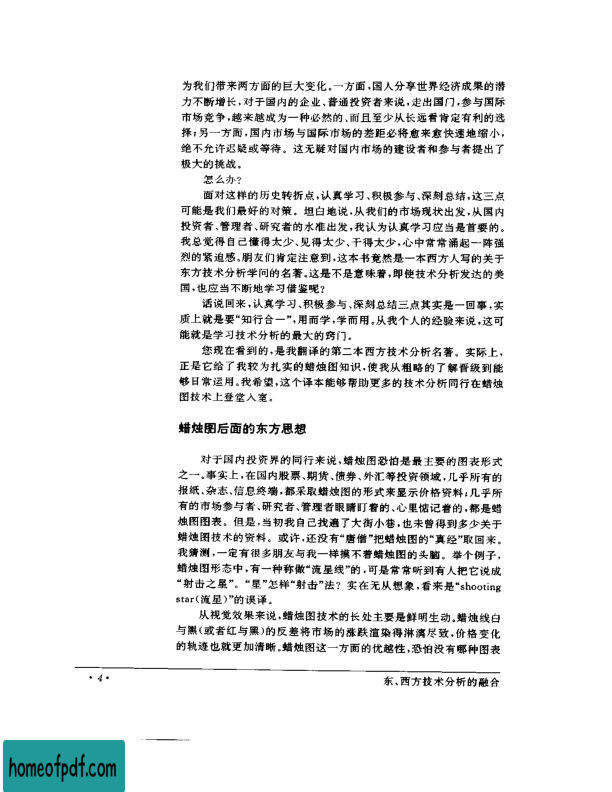 为我们带来两方面的巨大变化。一方面,国人分享世界经济成果的潜
力不断增长,对于国内的企业、普通投资者来说,走出国门,参与国际
市场竞争,越来越成为一种必然的、而且至少从长远看肯定有利的选
择;另一方面,国内市场与国际市场的差距必将愈来愈快速地缩小,
绝不允许迟疑或等待。这无疑对国内市场的建设者和参与者提出了
极大的挑战。
怎么办?
面对这样的历史转折点,认真学习、积极参与、深刻总结,这三点
可能是我们最好的对策。坦白地说,从我们的市场现状出发,从国内
投资者、管理者、研究者的水准出发,我认为认真学习应当是首要的。
我总觉得自己懂得太少、见得太少、干得太少,心中常常涌起一阵强
烈的紧迫感。朋友们肯定注意到,这本书竟然是一本西方人写的关于
东方技术分析学问的名著。这是不是意味着,即使技术分析发达的美
国,也应当不断地学习借鉴呢?
话说回来,认真学习、积极参与、深刻总结三点其实是一回事,实
质上就是要“知行合一”,用而学,学而用。从我个人的经验来说,这可
能就是学习技术分析的最大的窍门。
您现在看到的,是我翻译的第二本西方技术分析名著。实际上,
正是它给了我较为扎实的蜡烛图知识,使我从粗略的了解晋级到能
够日常运用。我希望,这个译本能够帮助更多的技术分析同行在蜡烛
图技术上登堂入室。
蜡烛图后面的东方思想
对于国内投资界的同行来说,蜡烛图恐怕是最主要的图表形式
之一。事实上,在国内股票、期货、债券、外汇等投资领域,几乎所有的
报纸、杂志、信息终端,都采取蜡烛图的形式来显示价格资料;几乎所
有的市场参与者、研究者、管理者眼睛盯着的、心里惦记着的,都是蜡
烛图图表。但是,当初我自己找遍了大街小巷,也未曾得到多少关于
蜡烛图技术的资料。或许,还没有“唐僧”把蜡烛图的“真经”取回来。
我猜测,一定有很多朋友与我一样摸不着蜡烛图的头脑。举个例子,
蜡烛图形态中,有一种称做“流星线”的,可是常常听到有人把它说成
“射击之星”。“星”怎样“射击”法?实在无从想象,看来是“shooting
star(流星)”的误译。
从视觉效果来说,蜡烛图技术的长处主要是鲜明生动。蜡烛线白
与黑(或者红与黑)的反差将市场的涨跌渲染得淋漓尽致,价格变化
的轨迹也就更加清晰。蜡烛图这一方面的优越性,恐怕没有哪种图表
·4·
东、西方技术分析的融合
homeofpdf.com